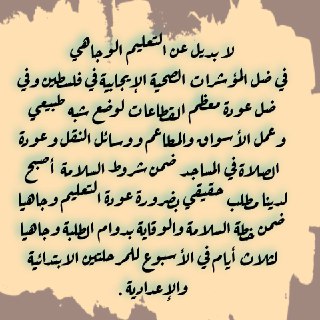 لا بديل عن التعليم الوجاهي
في ضل المؤشرات الصحية الإيجابية في فلسطين وفي
ضل عودة معظم القطاعات لوضع شبه طبيعي
وعمل الأسواق والمطاعم ووسائل النقل وعودة
الصلاة في المساجد ضمن شروط السلامة أصبح
لدينا مطلب حقيقي بضرورة عودة التعليم وجاهيا
ضمن خطة السلامة والوقاية بدوام الطلبة وجاهيا
لثلاث أيام في الأسبوع للمرحلتين الابتدائية
والإعدادية .